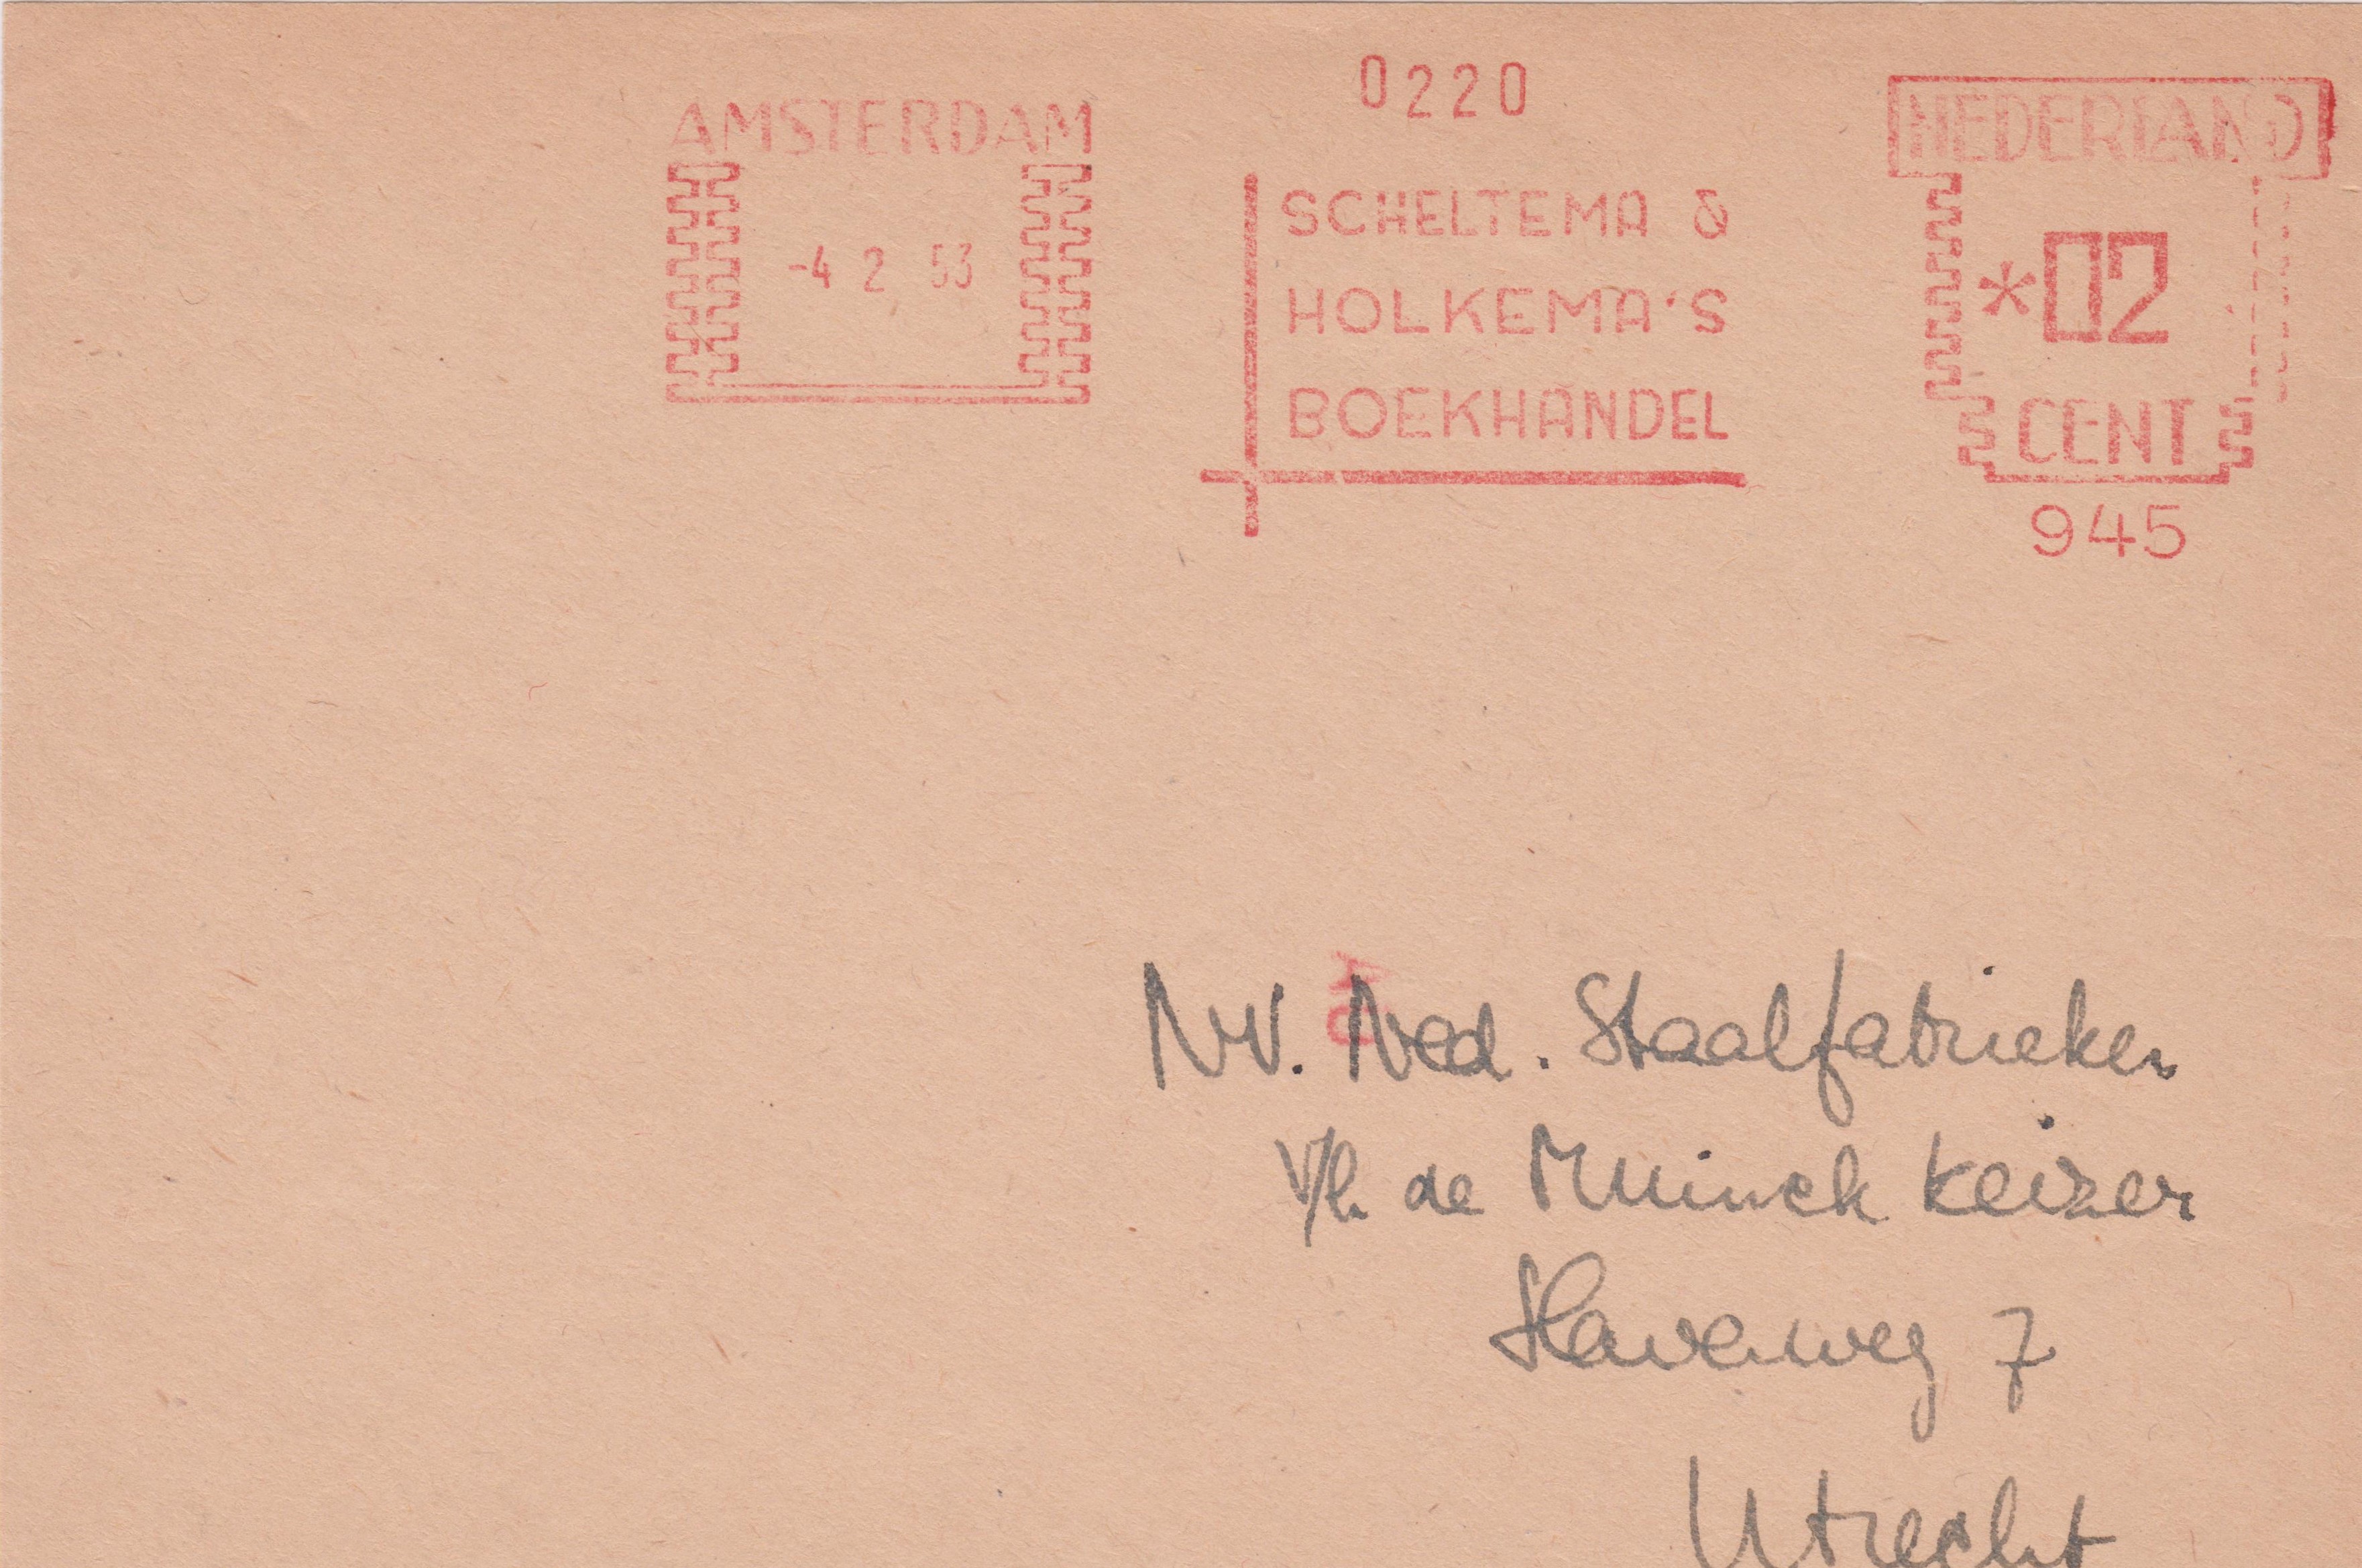 AMSTERDAM
-4 2 53
0220
SCHELTEMA &
HOLKEMA'S
BOEKHANDEL
NEDERLAND
*02
CENT
945
NV. Ned. Staalfabrieken
v/h de Muinck Keizer
Havenweg 7
Utrecht